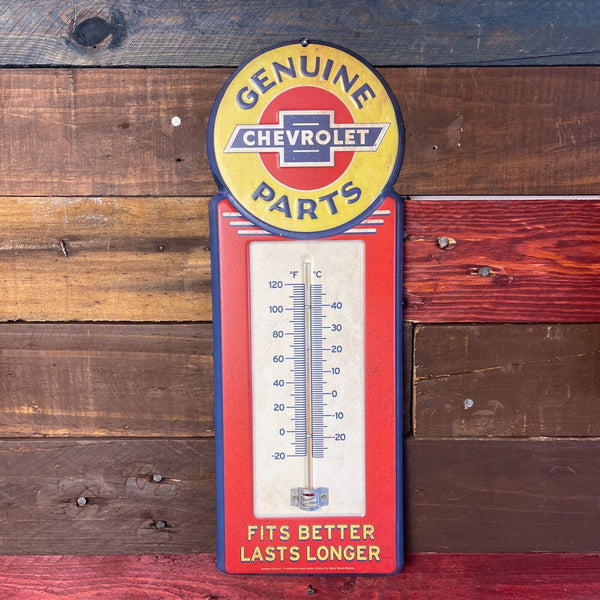 GENUINE
CHEVROLET
PARTS
°F °C
120
100
80
60
40
20
0
-20
40
30
20
10
0
-10
-20
FITS BETTER
LASTS LONGER